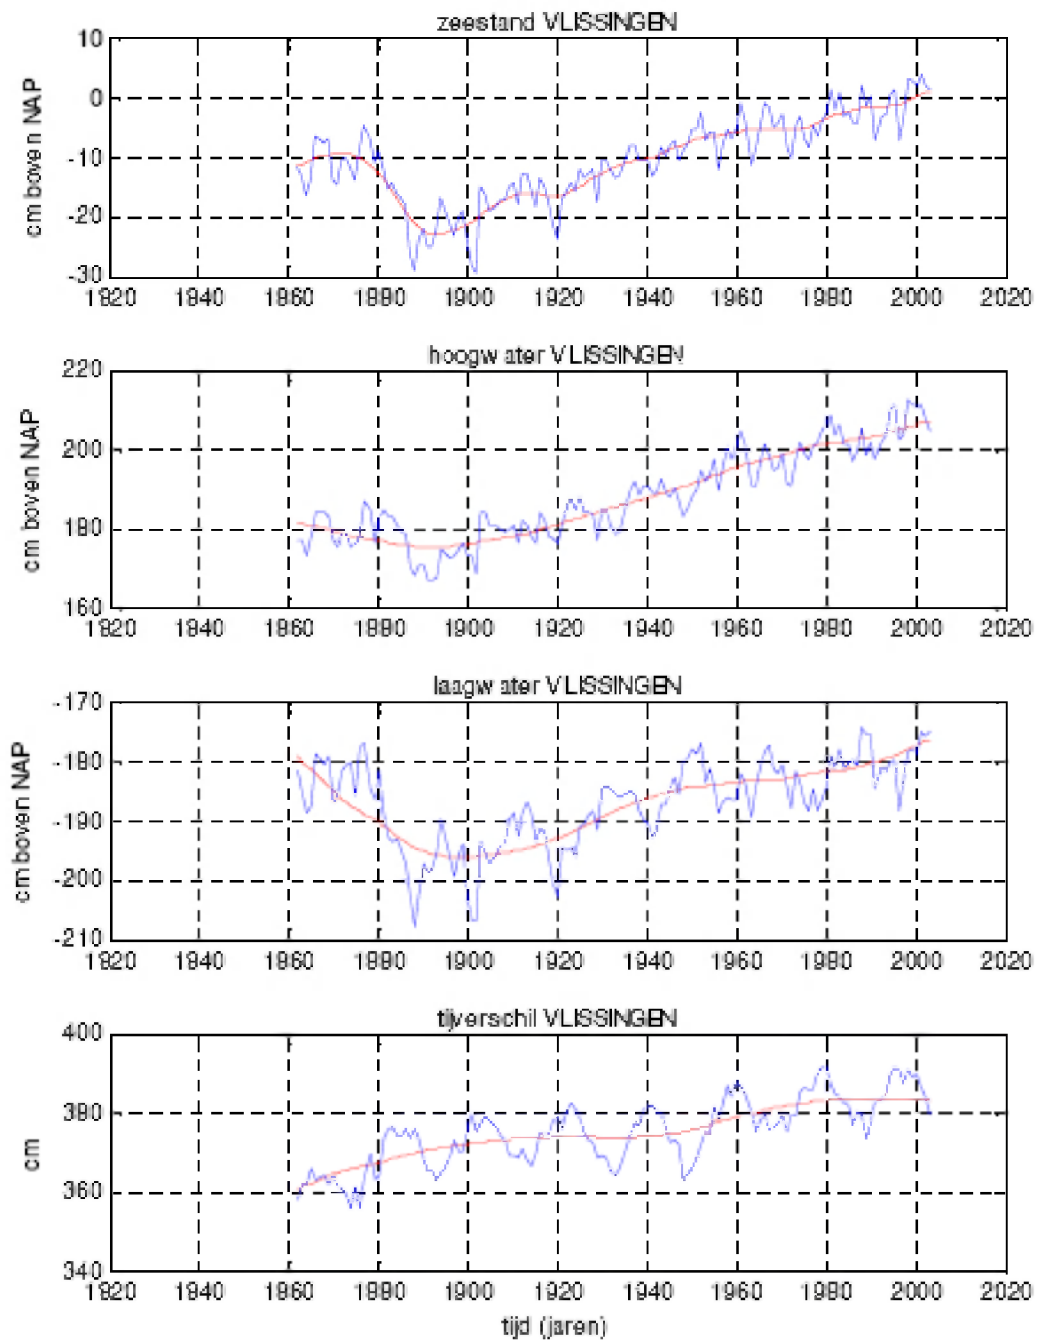 zeestand VLISSINGEN
cm boven NAP
10
0
-10
-20
-30
1820 1840 1860 1880 1900 1920 1940 1960 1980 2000 2020
hoogwater VLISSINGEN
cm boven NAP
220
200
180
160
1820 1840 1860 1880 1900 1920 1940 1960 1980 2000 2020
laagwater VLISSINGEN
cm boven NAP
-170
-180
-190
-200
-210
1820 1840 1860 1880 1900 1920 1940 1960 1980 2000 2020
tijverschil VLISSINGEN
cm
400
380
360
340
1820 1840 1860 1880 1900 1920 1940 1960 1980 2000 2020
tijd (jaren)